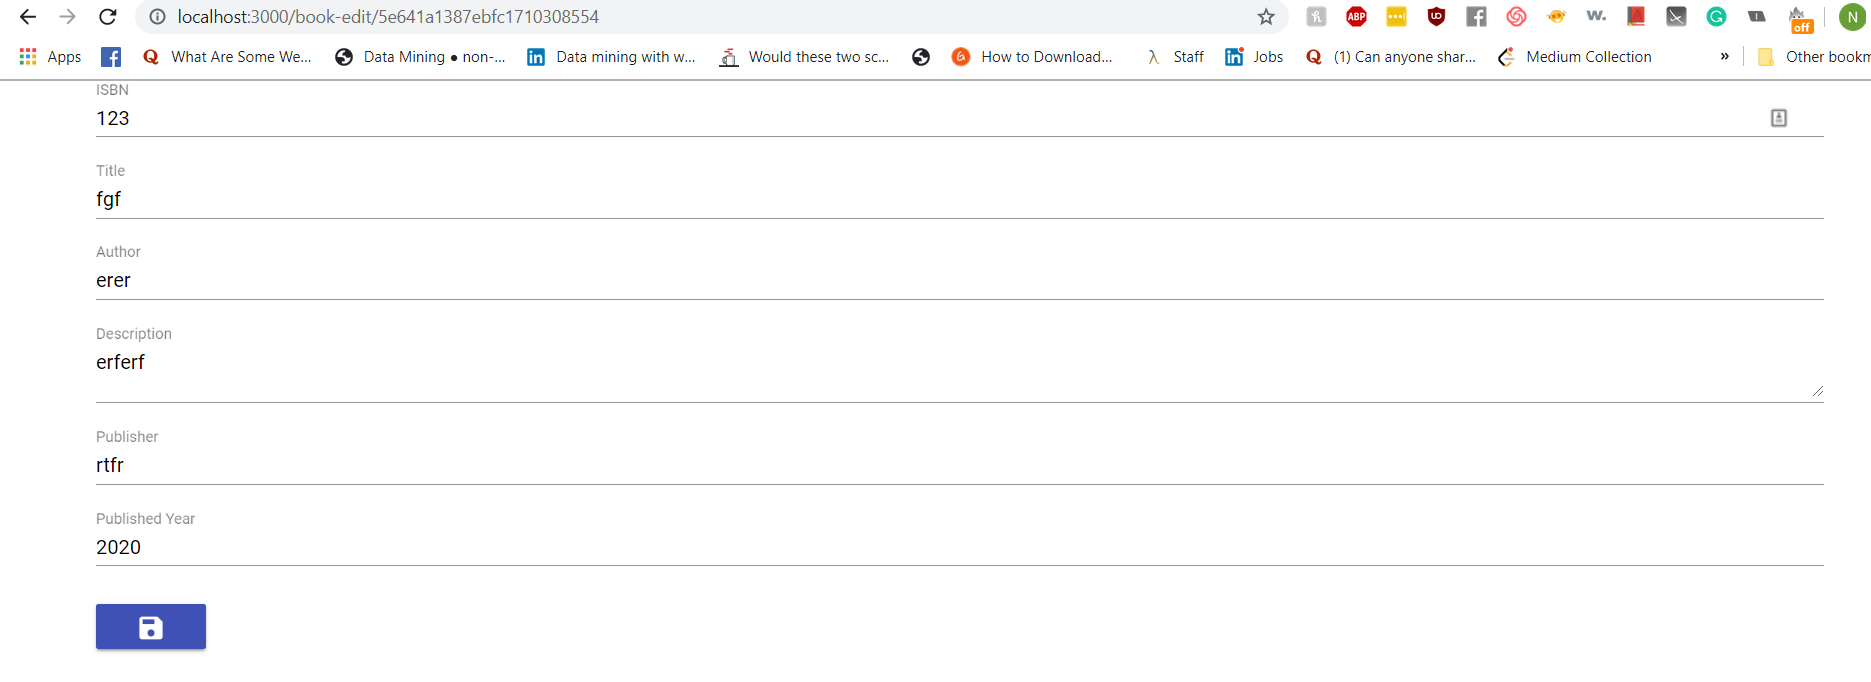 localhost:3000/book-edit/5e641a1387ebfc1710308554
ABP
UD
W.
off
N
Apps
What Are Some We...
Data Mining ● non-...
Data mining with w...
Would these two sc...
How to Download...
λ Staff
Jobs
(1) Can anyone shar...
Medium Collection
»
Other bookm
ISBN
123
Title
fgf
Author
erer
Description
erferf
Publisher
rtfr
Published Year
2020